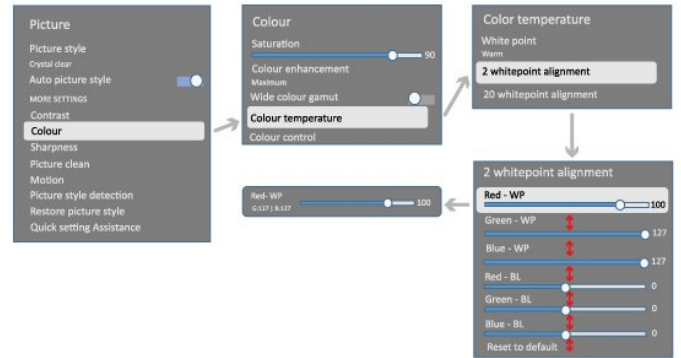 Picture
Picture style
Crystal clear
Auto picture style
MORE SETTINGS
Contrast
Colour
Sharpness
Picture clean
Motion
Picture style detection
Restore picture style
Quick setting Assistance
Colour
Saturation
90
Colour enhancement
Maximum
Wide colour gamut
Colour temperature
Colour control
Color temperature
White point
Warm
2 whitepoint alignment
20 whitepoint alignment
2 whitepoint alignment
Red - WP
100
Green - WP
127
Blue - WP
127
Red - BL
0
Green - BL
0
Blue - BL
0
Reset to default
Red- WP
G:127 | B:127
100